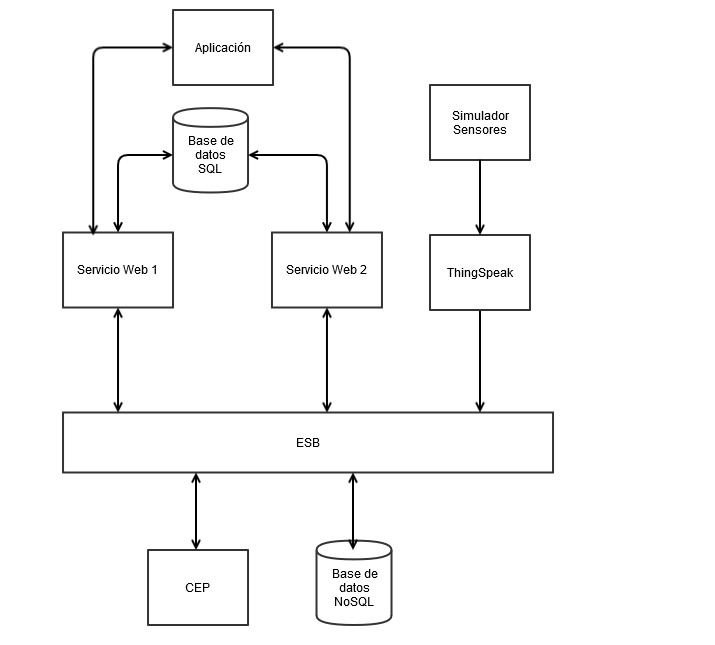 Aplicación
Simulador
Sensores
Base de
datos
SQL
Servicio Web 1
Servicio Web 2
ThingSpeak
ESB
CEP
Base de
datos
NoSQL